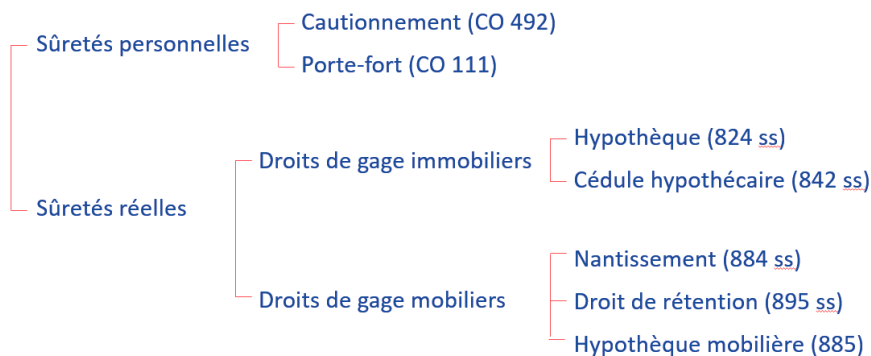 Sûretés personnelles
Cautionnement (CO 492)
Porte-fort (CO 111)
Sûretés réelles
Droits de gage immobiliers
Hypothèque (824 ss)
Cédule hypothécaire (842 ss)
Droits de gage mobiliers
Nantissement (884 ss)
Droit de rétention (895 ss)
Hypothèque mobilière (885)